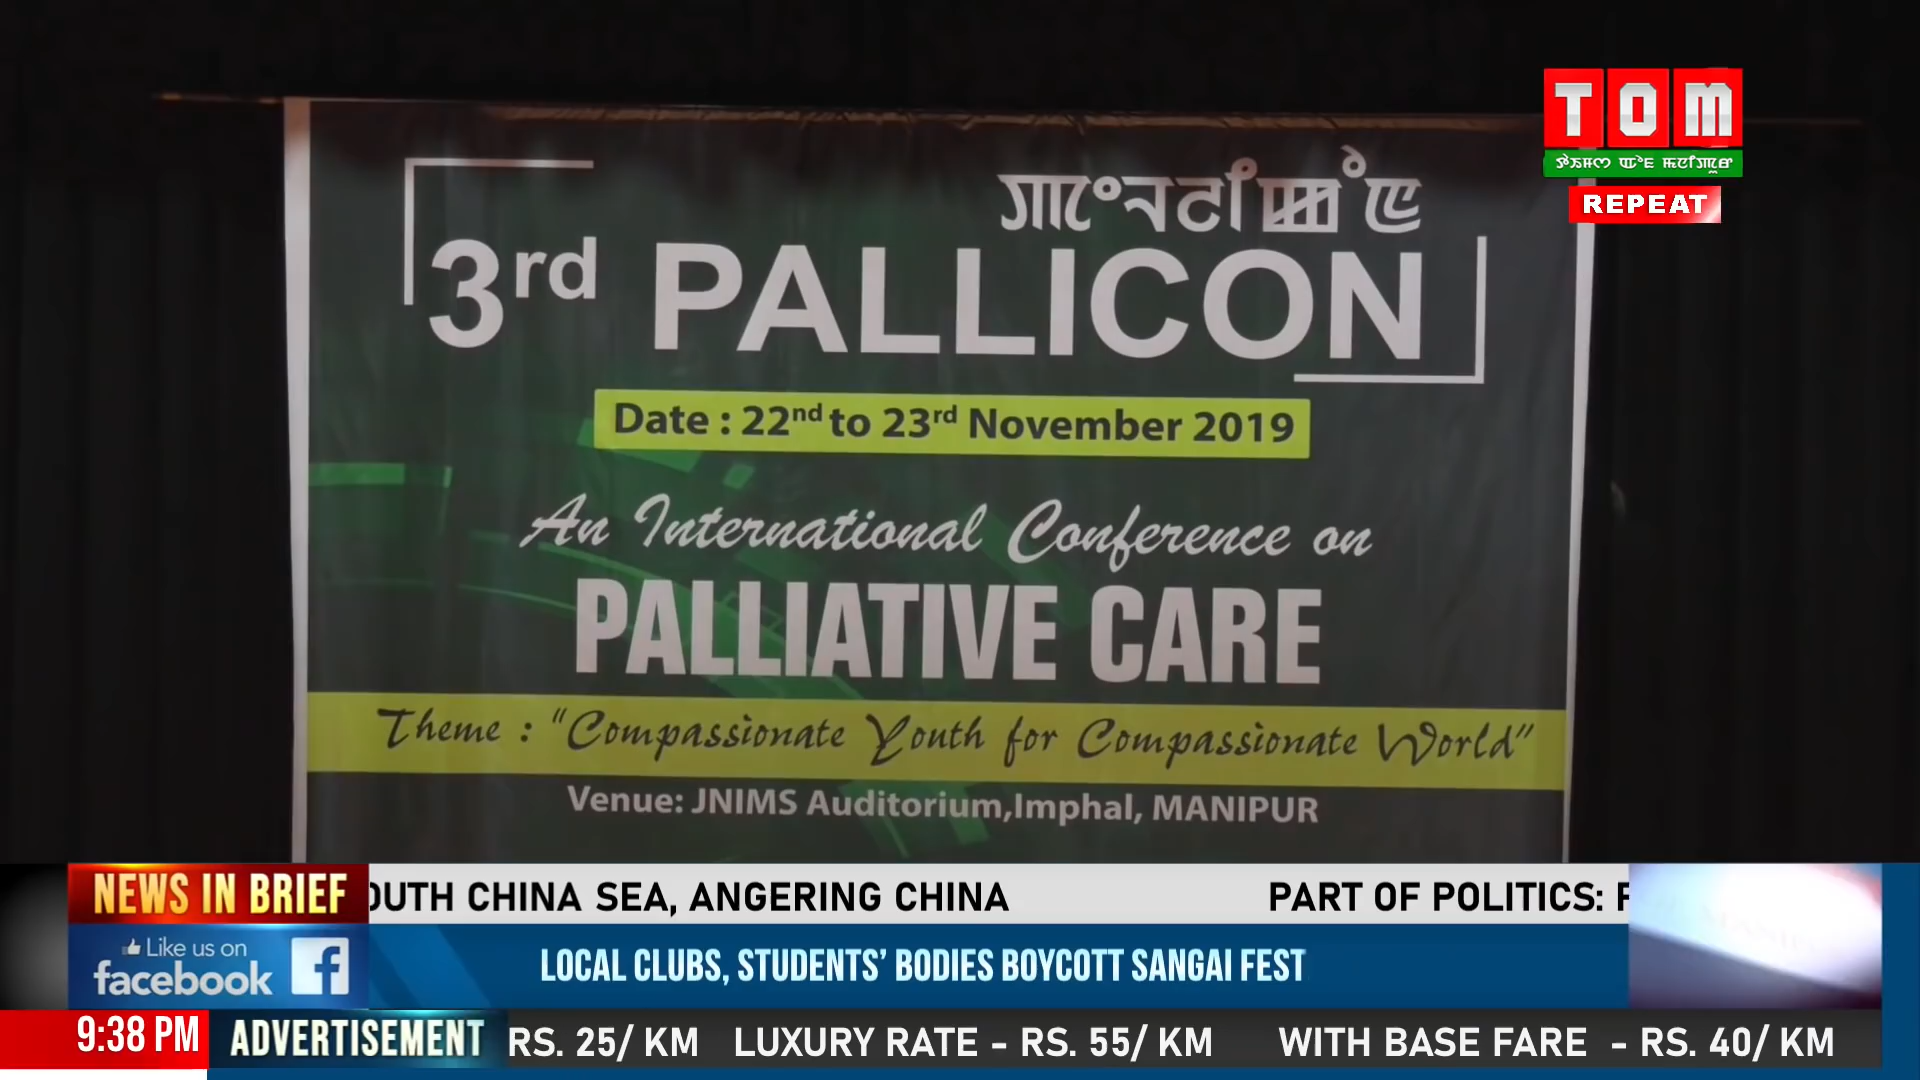 TOM
REPEAT
3rd PALLICON
Date : 22nd to 23rd November 2019
An International Conference on
PALLIATIVE CARE
Theme : "Compassionate Youth for Compassionate World"
Venue: JNIMS Auditorium,Imphal, MANIPUR
NEWS IN BRIEF
OUTH CHINA SEA, ANGERING CHINA PART OF POLITICS:
Like us on
facebook
LOCAL CLUBS, STUDENTS’ BODIES BOYCOTT SANGAI FEST
9:38 PM ADVERTISEMENT RS. 25/ KM LUXURY RATE - RS. 55/ KM WITH BASE FARE - RS. 40/ KM